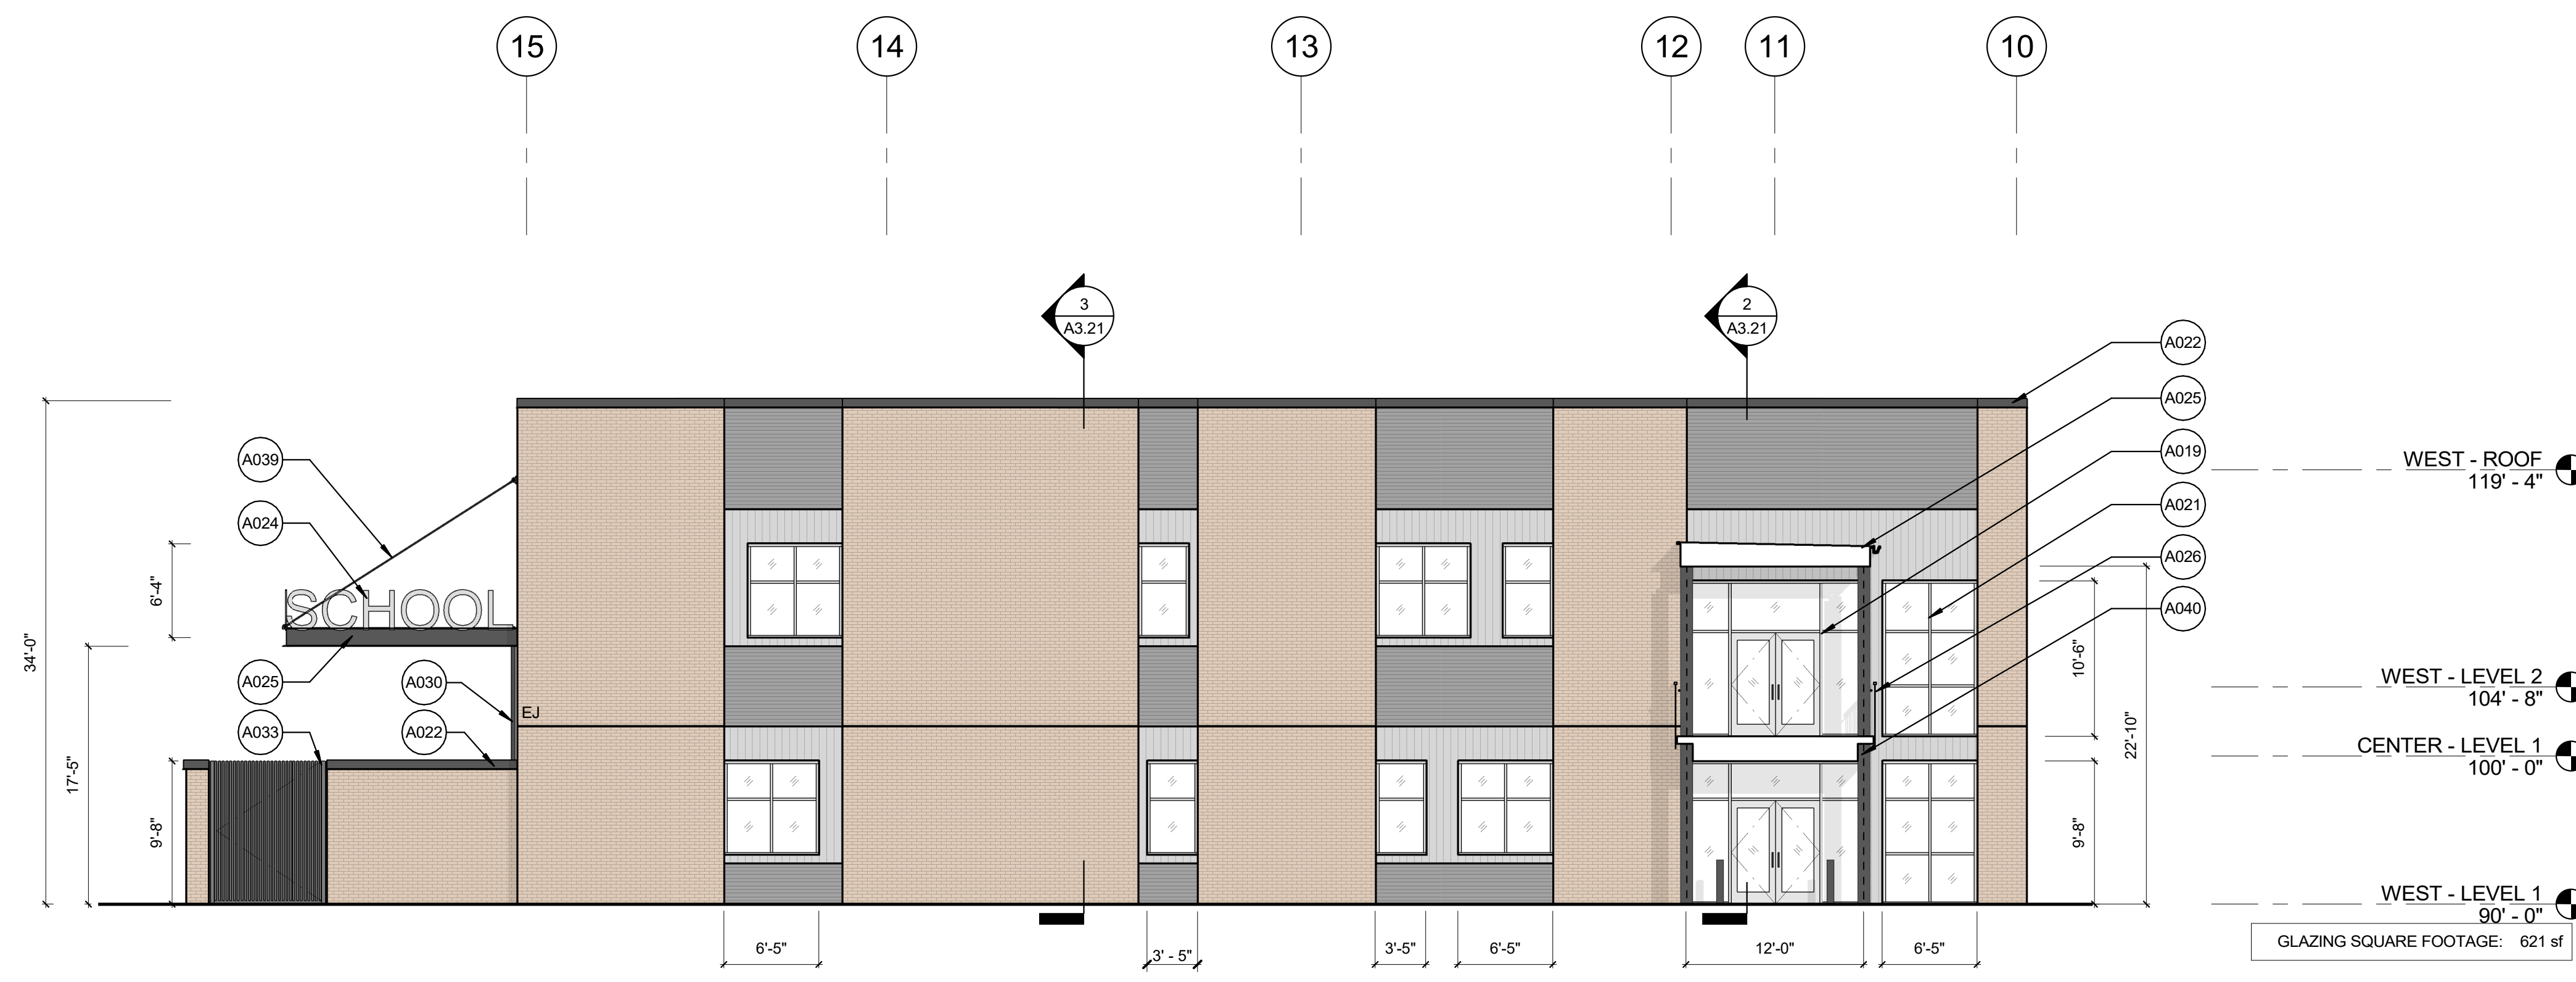 15
14
13
12
11
10
3
A3.21
2
A3.21
A022
A025
A019
A021
A026
A040
A039
A024
SCHOOL
A025
A030
A033
A022
EJ
34'-0"
17'-5"
6'-4"
9'-8"
10'-6"
22'-10"
9'-8"
WEST - ROOF
119' - 4"
WEST - LEVEL 2
104' - 8"
CENTER - LEVEL 1
100' - 0"
WEST - LEVEL 1
90' - 0"
GLAZING SQUARE FOOTAGE: 621 sf
6'-5"
3' - 5"
3'-5"
6'-5"
12'-0"
6'-5"